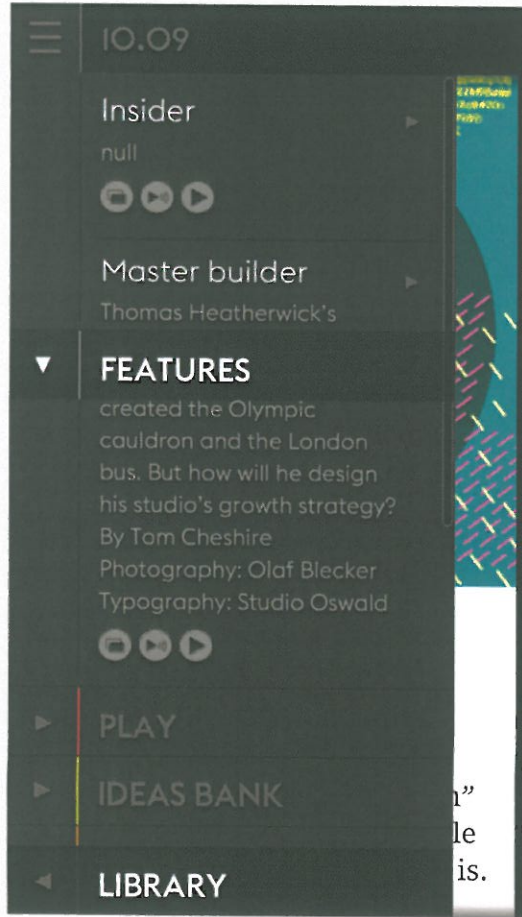 10.09
Insider
null
Master builder
Thomas Heatherwick's
FEATURES
created the Olympic
cauldron and the London
bus. But how will he design
his studio's growth strategy?
By Tom Cheshire
Photography: Olaf Blecker
Typography: Studio Oswald
PLAY
IDEAS BANK
LIBRARY
n"
le
is.